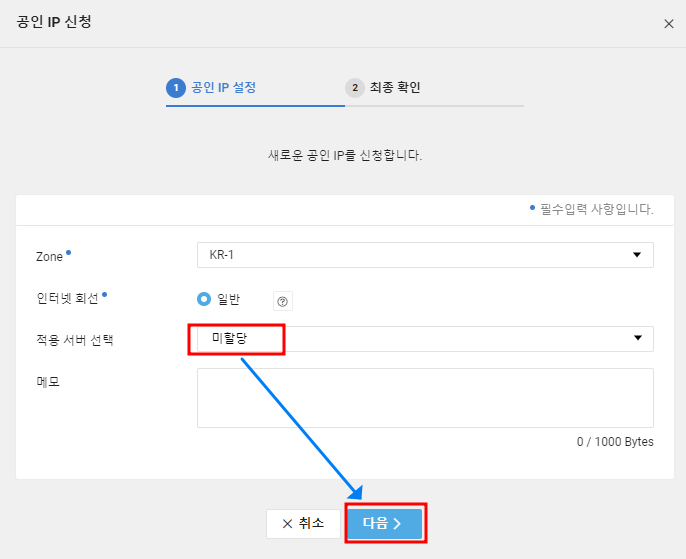 공인 IP 신청
1 공인 IP 설정 2 최종 확인
새로운 공인 IP를 신청합니다.
필수입력 사항입니다.
Zone KR-1
인터넷 회선 일반 ?
적용 서버 선택 미할당
메모
0 / 1000 Bytes
취소 다음